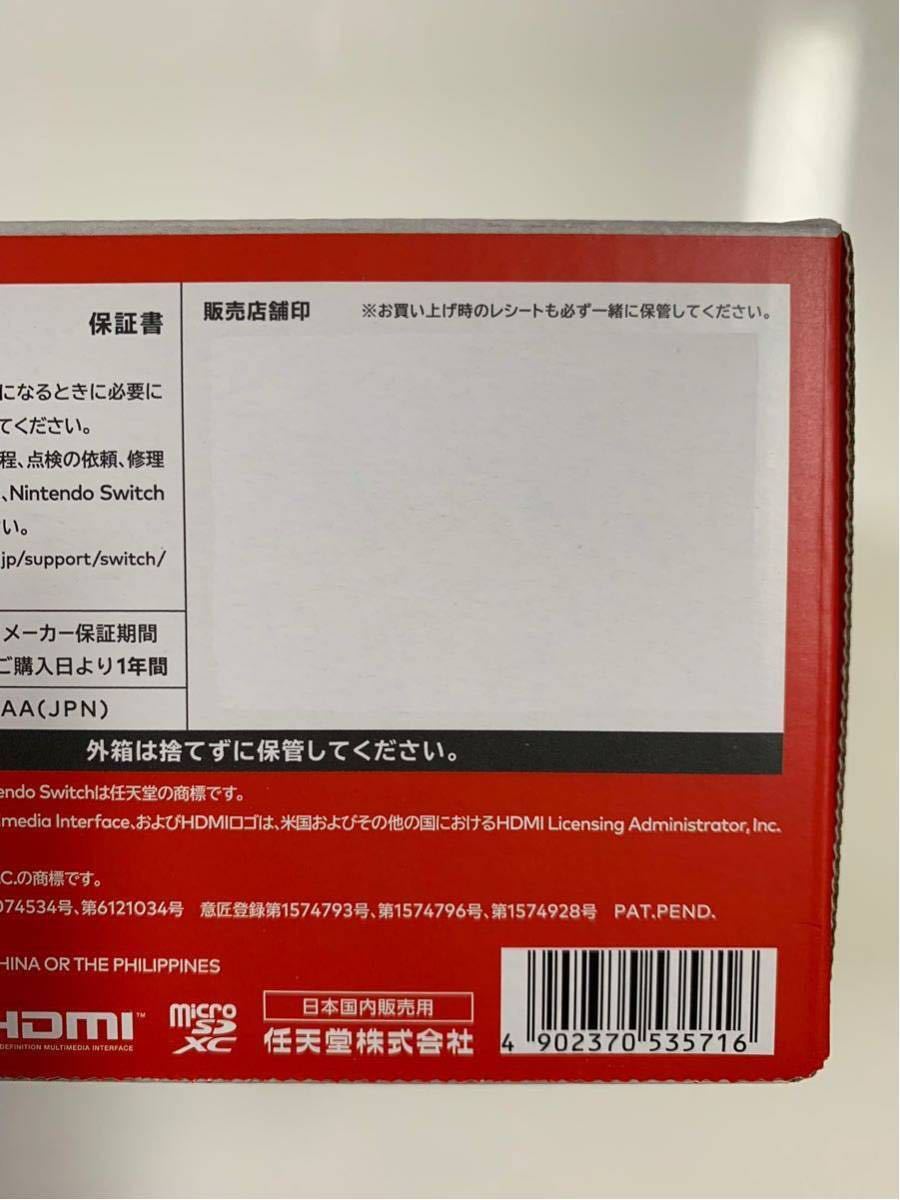 保証書
販売店舗印 ※お買い上げ時のレシートも必ず一緒に保管してください。
になるときに必要に
てください。
程、点検の依頼、修理
、Nintendo Switch
い。
jp/support/switch/
メーカー保証期間
ご購入日より1年間
AA(JPN)
外箱は捨てずに保管してください。
endo Switchは任天堂の商標です。
media Interface、およびHDMIロゴは、米国およびその他の国におけるHDMI Licensing Administrator, Inc.
C.の商標です。
074534号、第6121034号 意匠登録第1574793号、第1574796号、第1574928号 PAT.PEND.
HINA OR THE PHILIPPINES
HDMI™
DEFINITION MULTIMEDIA INTERFACE
micro
SD
XC
日本国内販売用
任天堂株式会社
4 902370 535716